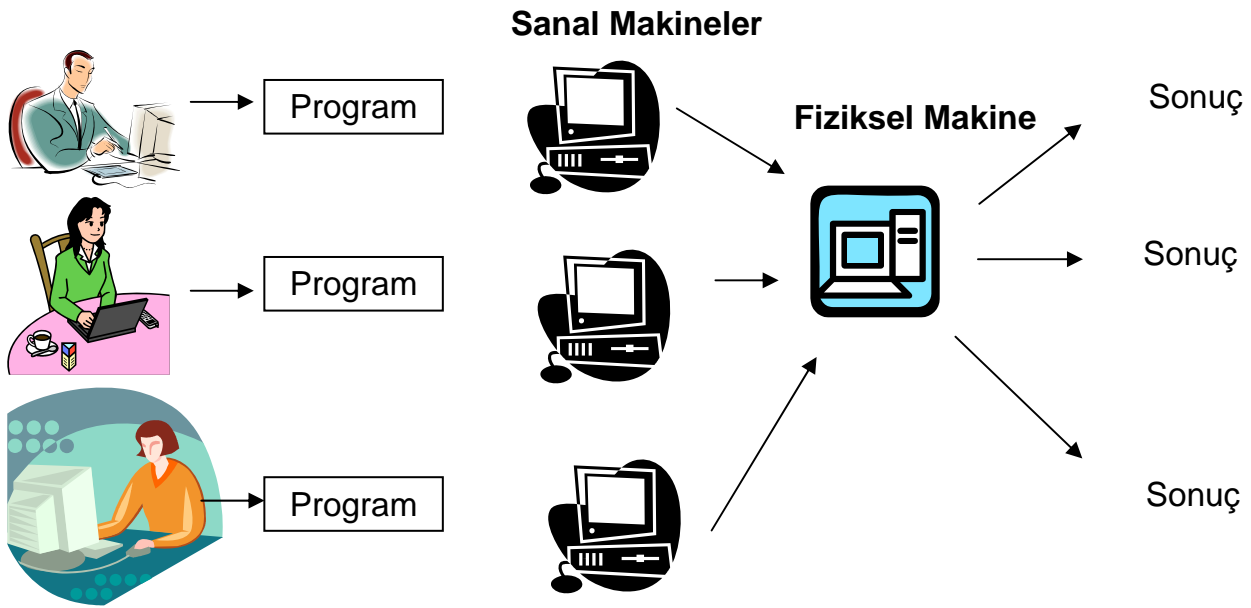 Sanal Makineler
Program
Fiziksel Makine
Sonuç
Program
Sonuç
Program
Sonuç